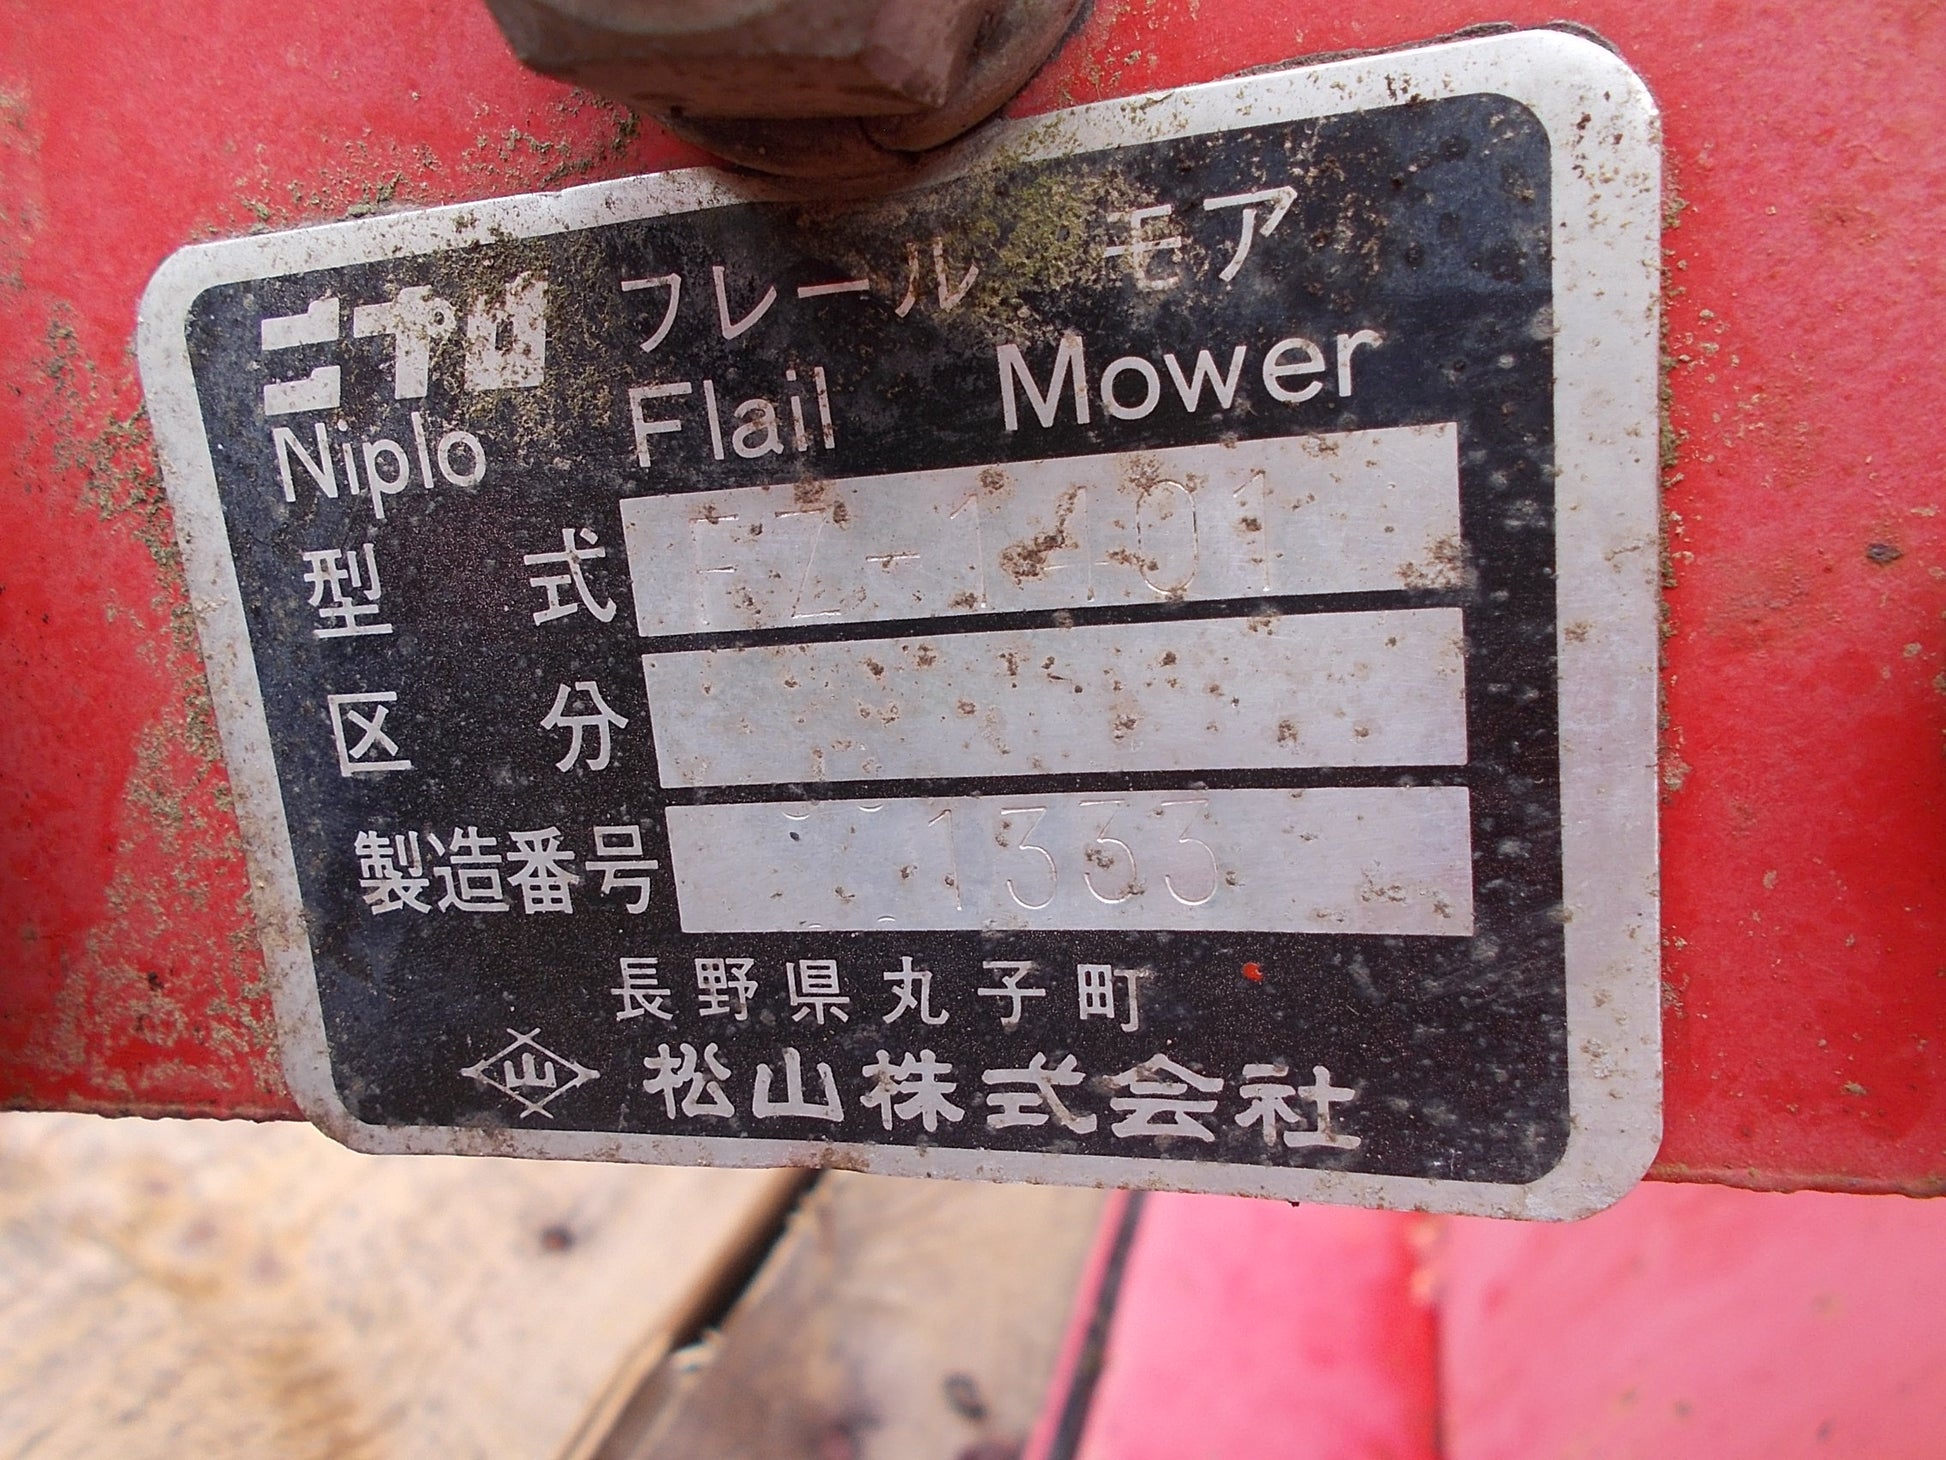 ニプロ フレール モア
Niplo Flail Mower
型式 FZ-1401
区分
製造番号 1333
長野県丸子町
山 松山株式会社